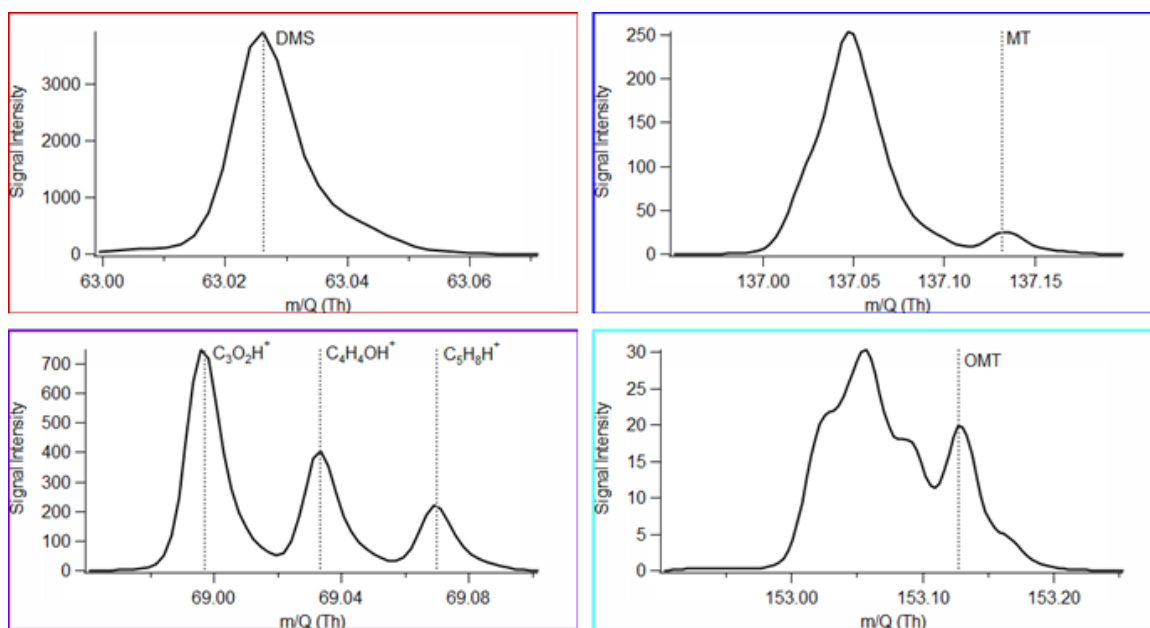 DMS
Signal Intensity
3000
2000
1000
0
63.00
63.02
63.04
63.06
m/Q (Th)
MT
Signal Intensity
250
200
150
100
50
0
137.00
137.05
137.10
137.15
m/Q (Th)
C₃O₂H⁺
C₄H₄OH⁺
C₅H₈H⁺
Signal Intensity
700
600
500
400
300
200
100
0
69.00
69.04
69.08
m/Q (Th)
OMT
Signal Intensity
30
25
20
15
10
5
0
153.00
153.10
153.20
m/Q (Th)